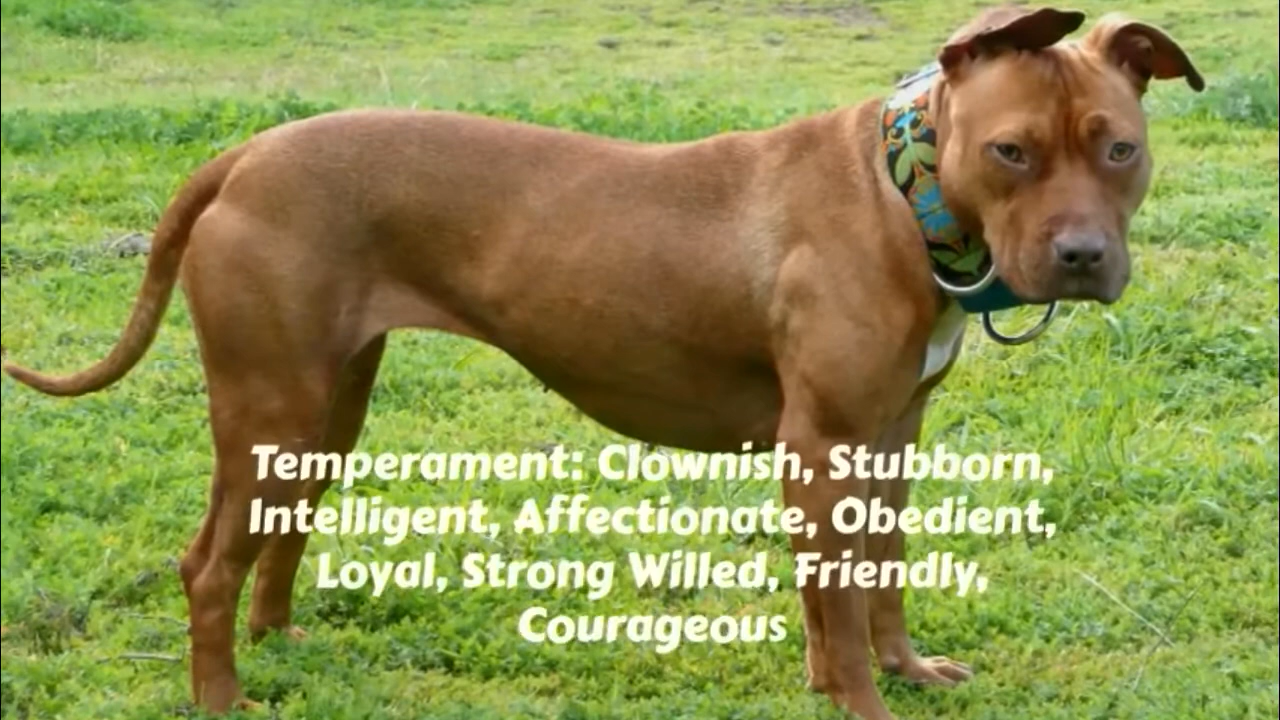 Temperament: Clownish, Stubborn,
Intelligent, Affectionate, Obedient,
Loyal, Strong Willed, Friendly,
Courageous